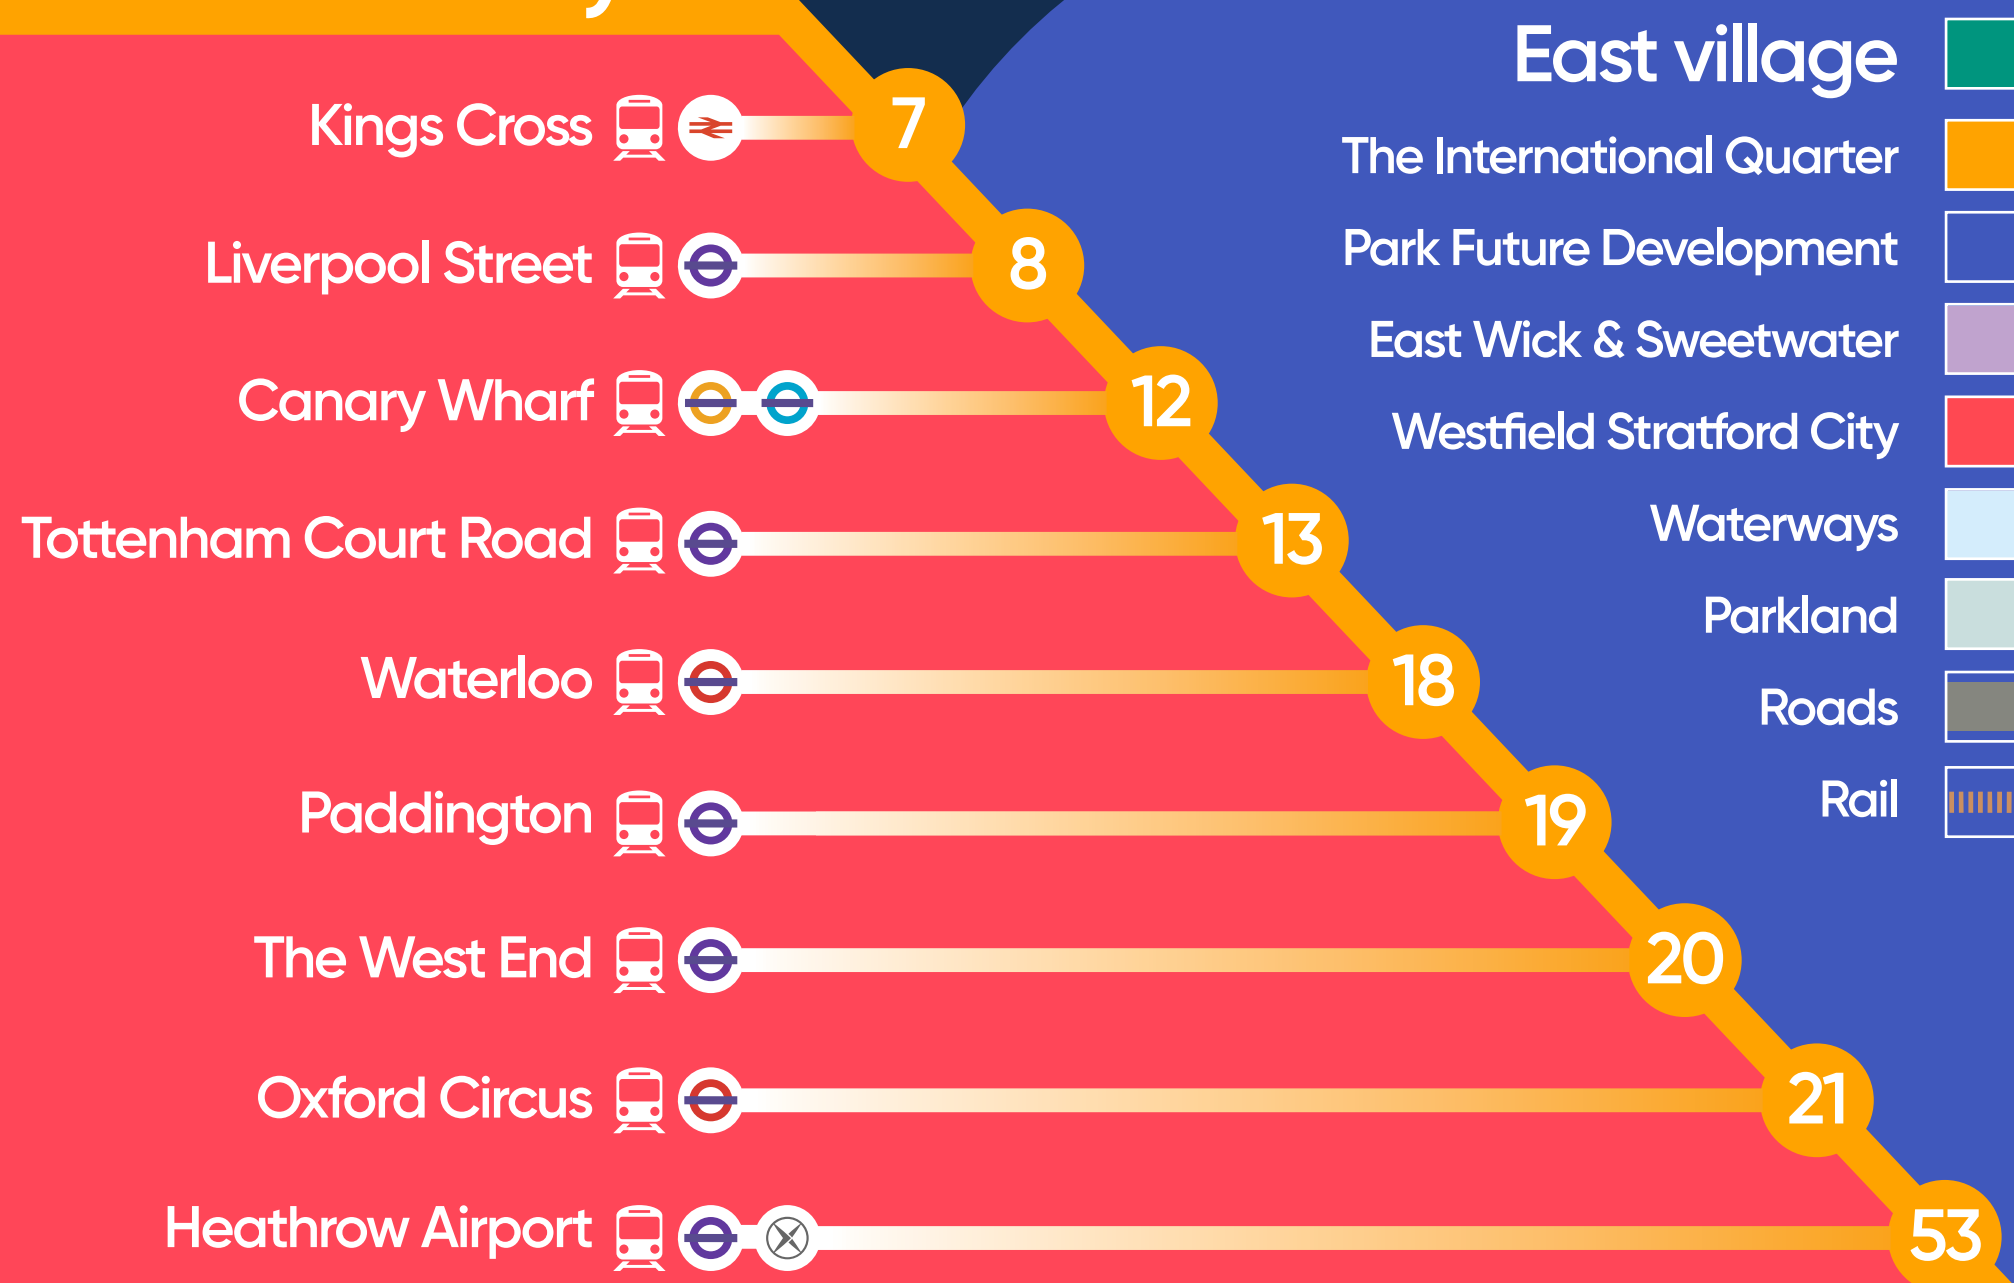 Kings Cross 7
Liverpool Street 8
Canary Wharf 12
Tottenham Court Road 13
Waterloo 18
Paddington 19
The West End 20
Oxford Circus 21
Heathrow Airport 53
East village
The International Quarter
Park Future Development
East Wick & Sweetwater
Westfield Stratford City
Waterways
Parkland
Roads
Rail